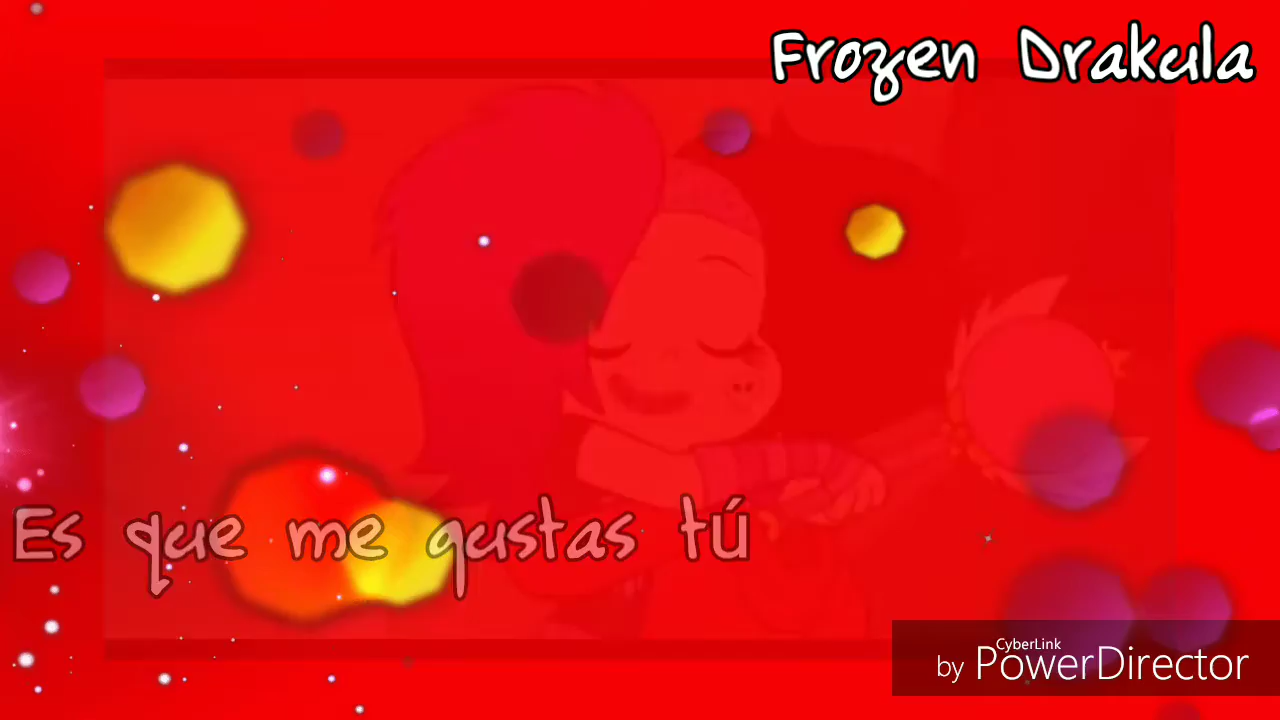 Frozen Drakula
Es que me gustas tú
CyberLink
by PowerDirector